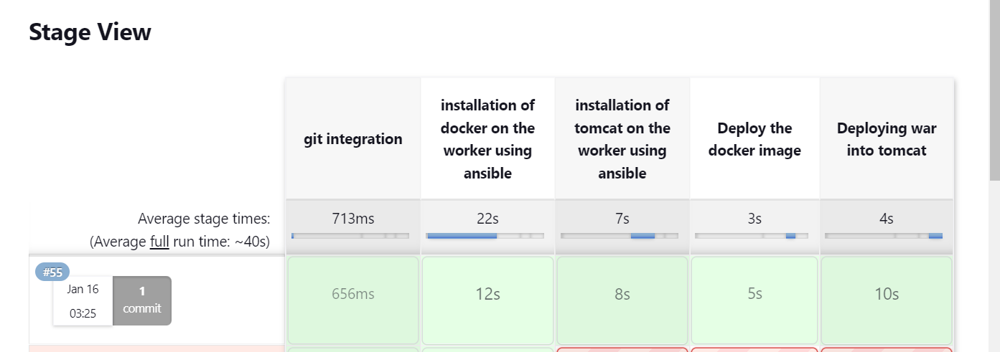 Stage View
git integration
installation of
docker on the
worker using
ansible
installation of
tomcat on the
worker using
ansible
Deploy the
docker image
Deploying war
into tomcat
Average stage times:
(Average full run time: ~40s)
713ms
22s
7s
3s
4s
#55
Jan 16
03:25
1
commit
656ms
12s
8s
5s
10s